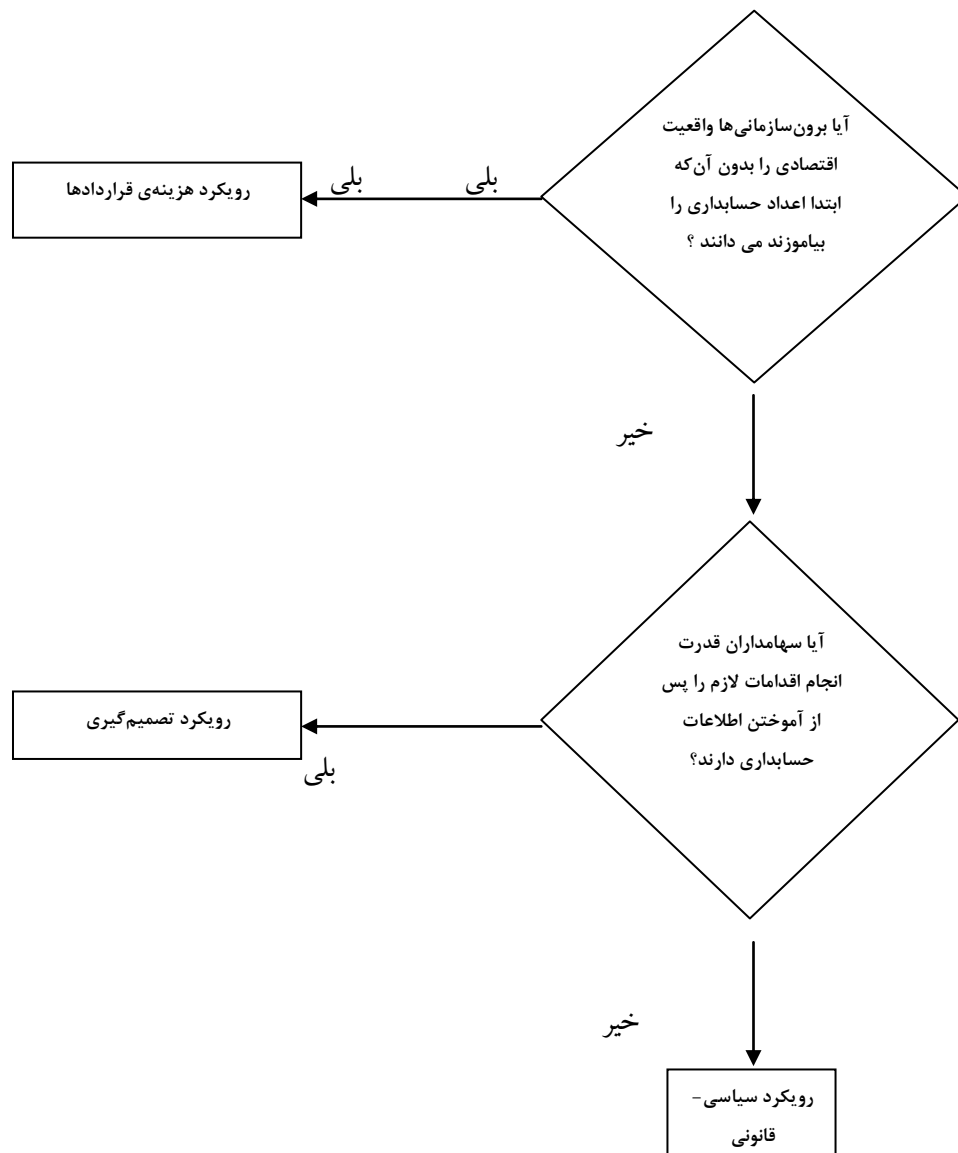 آیا برون‌سازمانی‌ها واقعیت
اقتصادی را بدون آن‌که
ابتدا اعداد حسابداری را
بیاموزند می دانند ؟
بلی
بلی
رویکرد هزینه‌ی قراردادها
خیر
آیا سهامداران قدرت
انجام اقدامات لازم را پس
از آموختن اطلاعات
حسابداری دارند؟
رویکرد تصمیم‌گیری
بلی
خیر
رویکرد سیاسی–
قانونی